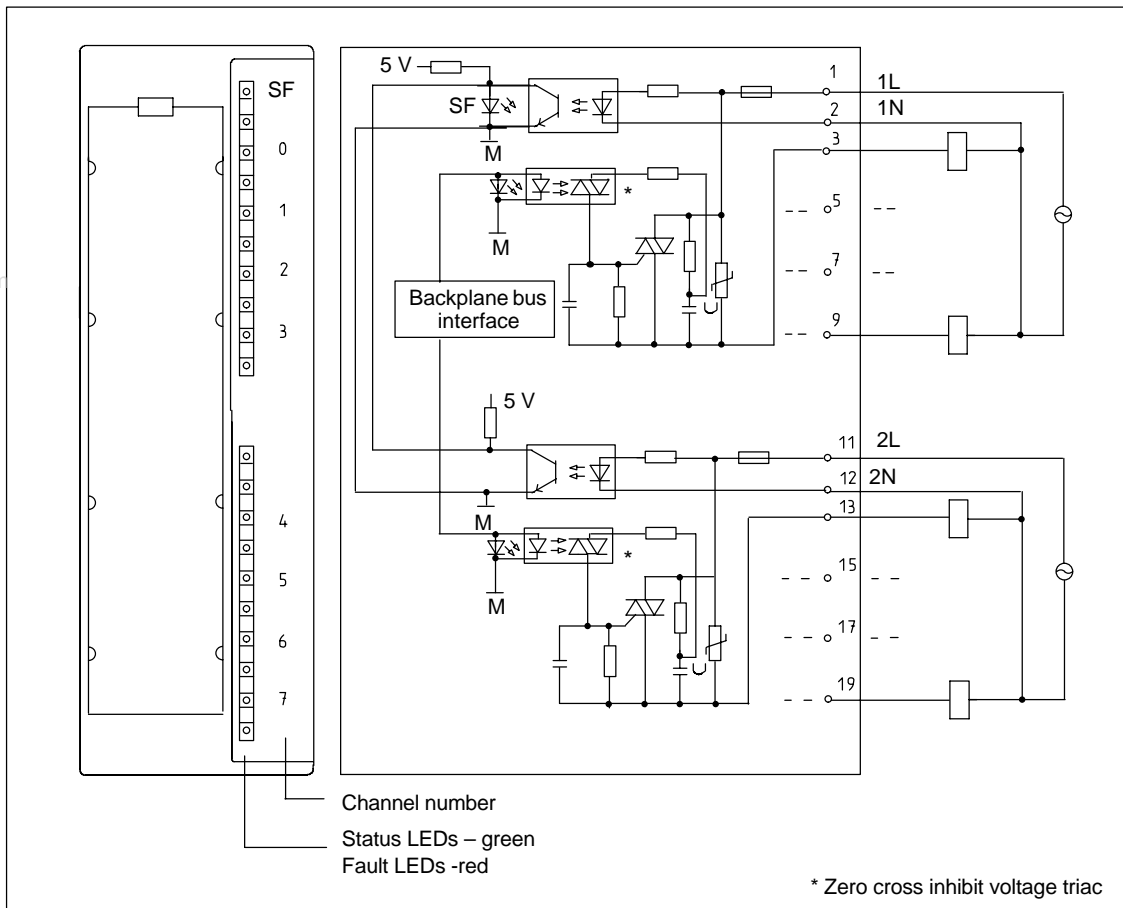 SF
0
1
2
3
4
5
6
7
Channel number
Status LEDs – green
Fault LEDs -red
5 V
SF
M
*
M
Backplane bus
interface
5 V
M
*
M
1 1L
2 1N
3
-- 5 --
-- 7 --
-- 9
11 2L
12 2N
13
-- 15 --
-- 17 --
-- 19
* Zero cross inhibit voltage triac